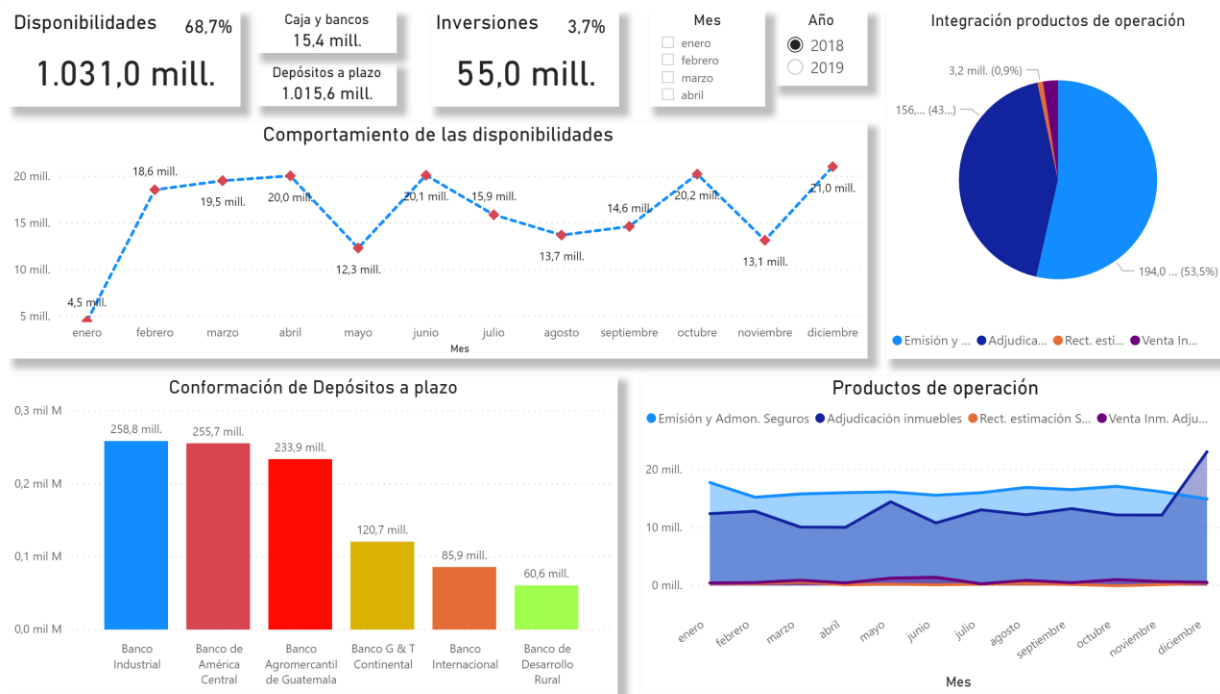 Disponibilidades 68,7%
1.031,0 mill.
Caja y bancos
15,4 mill.
Depósitos a plazo
1.015,6 mill.
Inversiones 3,7%
55,0 mill.
Mes
enero
febrero
marzo
abril
Año
2018
2019
Integración productos de operación
3,2 mill. (0,9%)
156,... (43...)
194,0 ... (53,5%)
Emisión y ... Adjudica... Rect. esti... Venta In...
Comportamiento de las disponibilidades
20 mill.
15 mill.
10 mill.
5 mill.
4,5 mill.
18,6 mill.
19,5 mill.
20,0 mill.
12,3 mill.
20,1 mill.
15,9 mill.
13,7 mill.
14,6 mill.
20,2 mill.
13,1 mill.
21,0 mill.
enero febrero marzo abril mayo junio julio agosto septiembre octubre noviembre diciembre
Mes
Conformación de Depósitos a plazo
0,3 mil M
0,2 mil M
0,1 mil M
0,0 mil M
258,8 mill.
255,7 mill.
233,9 mill.
120,7 mill.
85,9 mill.
60,6 mill.
Banco
Industrial
Banco de
América
Central
Banco
Agromercantil
de Guatemala
Banco G & T
Continental
Banco
Internacional
Banco de
Desarrollo
Rural
Productos de operación
Emisión y Admon. Seguros Adjudicación inmuebles Rect. estimación S... Venta Inm. Adju...
20 mill.
10 mill.
0 mill.
enero febrero marzo abril mayo junio julio agosto septiembre octubre noviembre diciembre
Mes